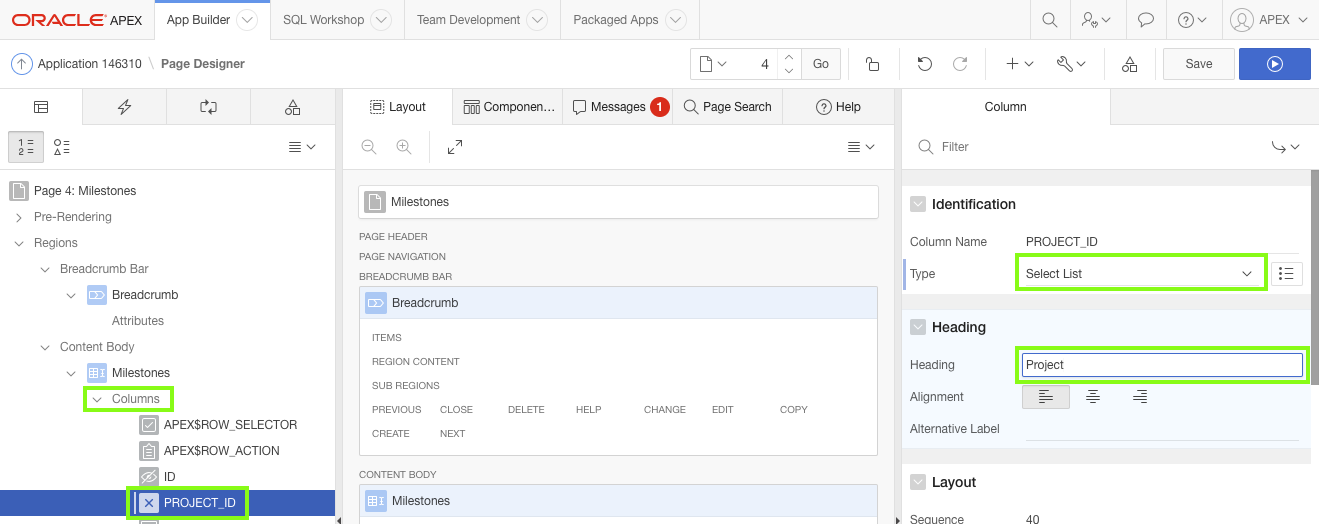 ORACLE APEX App Builder SQL Workshop Team Development Packaged Apps APEX
Application 146310 \ Page Designer 4 Go Save
Layout Componen... Messages 1 Page Search Help Column
1 =
2 =
Filter
Page 4: Milestones
Pre-Rendering
Regions
Breadcrumb Bar
Breadcrumb
Attributes
Content Body
Milestones
Columns
APEX$ROW_SELECTOR
APEX$ROW_ACTION
ID
PROJECT_ID
Milestones
PAGE HEADER
PAGE NAVIGATION
BREADCRUMB BAR
Breadcrumb
ITEMS
REGION CONTENT
SUB REGIONS
PREVIOUS CLOSE DELETE HELP CHANGE EDIT COPY
CREATE NEXT
CONTENT BODY
Milestones
Identification
Column Name PROJECT_ID
Type Select List
Heading
Heading Project
Alignment
Alternative Label
Layout
Sequence 40